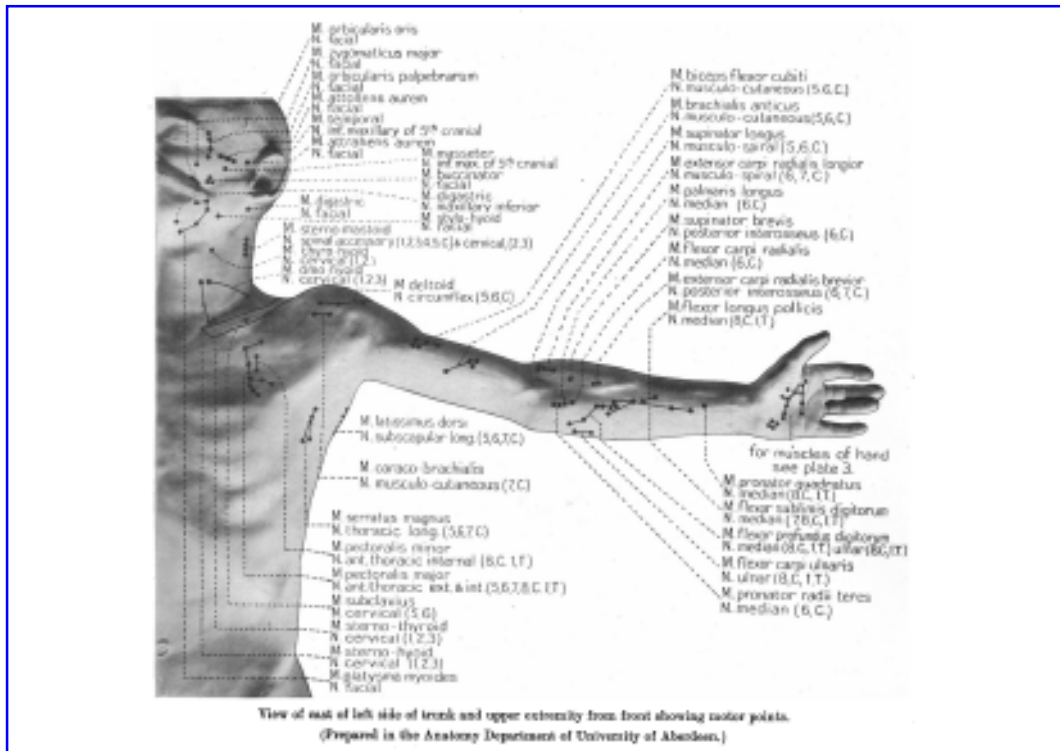 M. orbicularis oris
N. facial
M. zygomaticus major
N. facial
M. orbicularis palpebrarum
N. facial
M. attollens aurem
N. facial
M. temporal
N. inf. maxillary of 5th cranial
M. attrahens aurem
N. facial
M. masseter
N. inf. max. of 5th cranial
M. buccinator
N. facial
M. digastric
N. maxillary inferior
M. stylo-hyoid
N. facial
M. digastric
N. facial
M. sterno mastoid
N. spinal accessory (1,2,3,4,5,C) & cervical, (2,3)
M. thyro hyoid
N. cervical (1,2.)
M. omo hyoid
N. cervical (1,2,3)
M. deltoid
N. circumflex (5,6,C)
M. biceps flexor cubiti
N. musculo-cutaneous (5,6,C.)
M. brachialis anticus
N. musculo-cutaneous (5,6,C.)
M. supinator longus
N. musculo-spiral (5,6,C.)
M. extensor carpi radialis longior
N. musculo-spiral (6,7,C.)
M. palmaris longus
N. median (6.C.)
M. supinator brevis
N. posterior interosseus (6,C.)
M. flexor carpi radialis
N. median (6,C.)
M. extensor carpi radialis brevior
N. posterior interosseus (6,7,C.)
M. flexor longus pollicis
N. median (8,C,1.T.)
for muscles of hand
see plate 3.
M. pronator quadratus
N. median (8,C,1.T.)
M. flexor sublimis digitorum
N. median (7,8,C,1.T.)
M. flexor profundus digitorum
N. median (8,C,1.T.) ulnar (8,C,1.T.)
M. flexor carpi ulnaris
N. ulnar (8,C,1.T.)
M. pronator radii teres
N. median (6,C.)
M. latissimus dorsi
N. subscapular long. (5,6,7,C.)
M. coraco-brachialis
N. musculo-cutaneous (7,C)
M. serratus magnus
N. thoracic long. (5,6,7,C)
M. pectoralis minor
N. ant. thoracic internal (8,C. 1.T.)
M. pectoralis major
N. ant. thoracic ext. & int. (5,6,7,8,C. 1.T.)
M. subclavius
N. cervical (5,6)
M. sterno-thyroid
N. cervical (1,2,3)
M. sterno-hyoid
N. cervical (1,2,3)
M. platysma myoides
N. facial
View of cast of left side of trunk and upper extremity from front showing motor points.
(Prepared in the Anatomy Department of University of Aberdeen.)